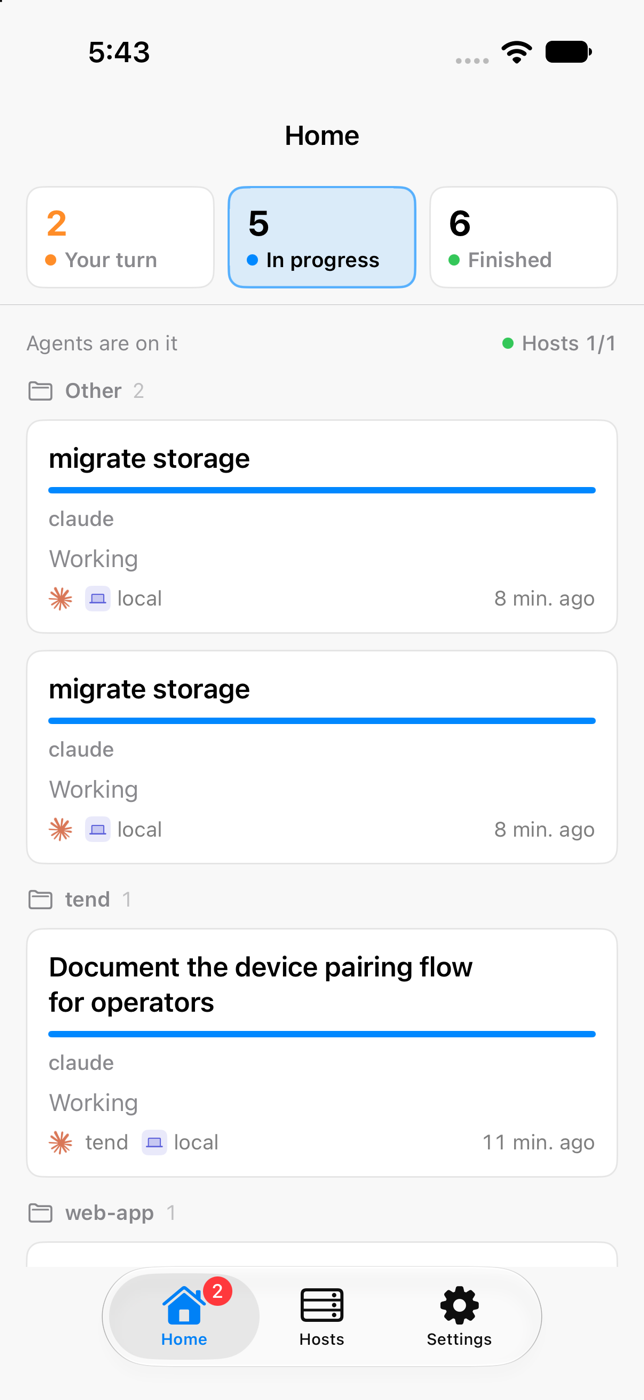 5:43
Home
2
Your turn
5
In progress
6
Finished
Agents are on it
Hosts 1/1
Other 2
migrate storage
claude
Working
local
8 min. ago
migrate storage
claude
Working
local
8 min. ago
tend 1
Document the device pairing flow
for operators
claude
Working
tend local
11 min. ago
web-app 1
2
Home
Hosts
Settings